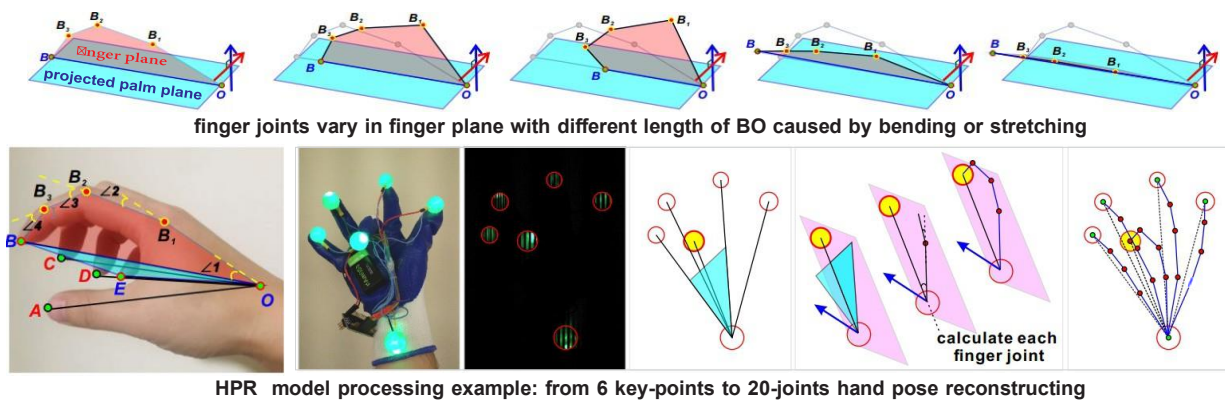 B₃ B₂ B₁ B O
⊠nger plane
projected palm plane
B₃ B₂ B₁ B O
B₃ B₂ B₁ B O
B B₃ B₂ B₁ O
B B₃ B₂ B₁ O
finger joints vary in finger plane with different length of BO caused by bending or stretching
B₃ B₂ ∠2
∠4 ∠3 B₁
B
C ∠1
D E O
A
calculate each
finger joint
HPR model processing example: from 6 key-points to 20-joints hand pose reconstructing